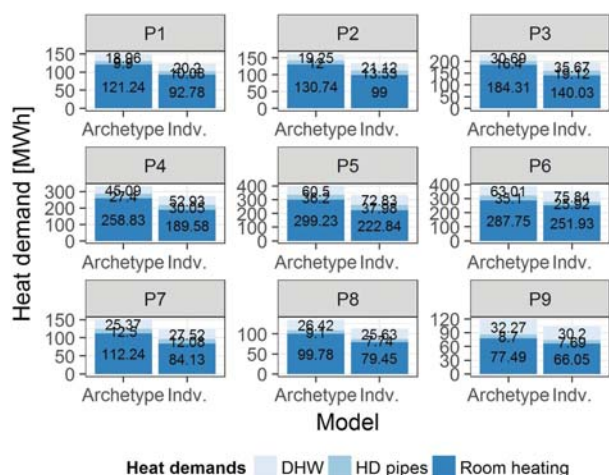 P1 P2 P3
150 18.96 20.2 150 19.25 21.12 200 30.69 35.67
100 9.9 10.08 100 12 13.53 150 16.4 19.12
50 121.24 92.78 50 130.74 99 100 184.31 140.03
0 0 50
0
Archetype Indv. Archetype Indv. Archetype Indv.
P4 P5 P6
300 45.09 52.92 400 60.5 72.83 400 63.01 75.84
200 27.4 30.05 300 36.2 37.98 300 35.1 25.92
100 258.83 189.58 200 299.23 222.84 200 287.75 251.93
0 100 100
0 0
Archetype Indv. Archetype Indv. Archetype Indv.
P7 P8 P9
150 25.37 27.52 26.42 25.63 120 32.27 30.2
100 12.5 12.08 100 9.1 7.74 90 8.7 7.69
50 112.24 84.13 50 99.78 79.45 60 77.49 66.05
0 0 30
0
Archetype Indv. Archetype Indv. Archetype Indv.
Heat demand [MWh]
Model
Heat demands DHW HD pipes Room heating